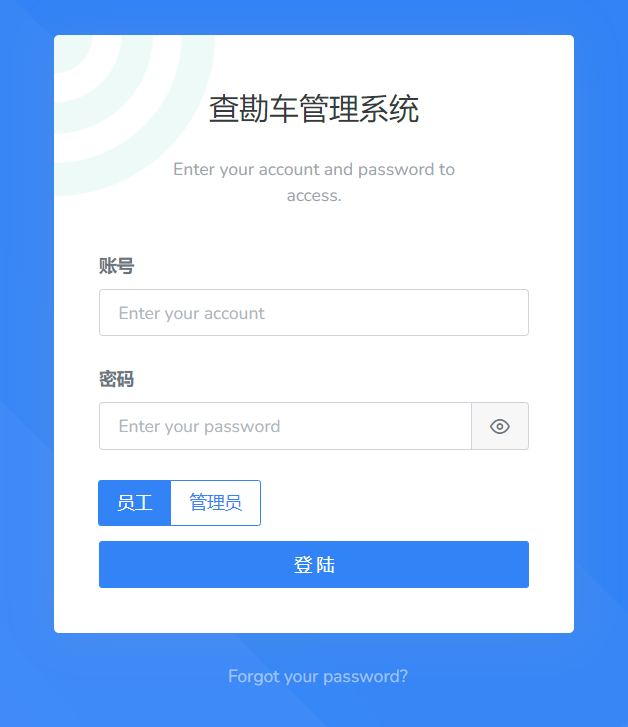 查勘车管理系统
Enter your account and password to
access.
账号
Enter your account
密码
Enter your password
员工 管理员
登陆
Forgot your password?